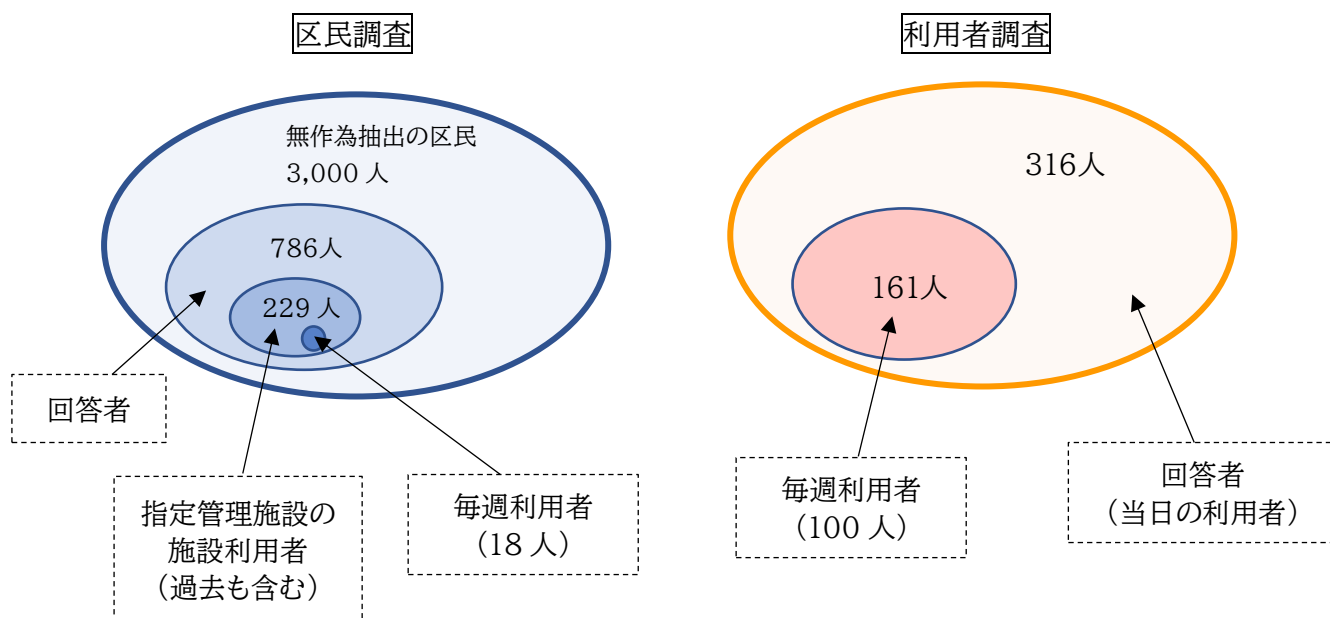 区民調査
無作為抽出の区民
3,000 人
786人
229 人
回答者
指定管理施設の
施設利用者
（過去も含む）
毎週利用者
（18 人）
利用者調査
316人
161人
毎週利用者
（100 人）
回答者
（当日の利用者）